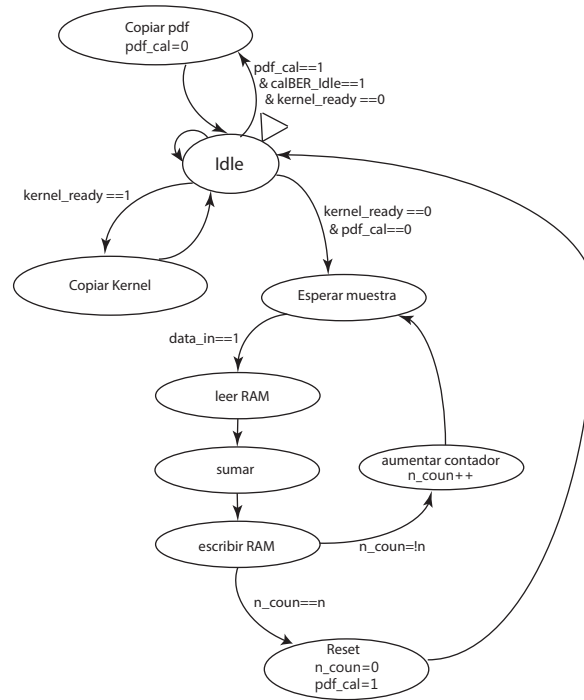 Copiar pdf
pdf_cal=0
pdf_cal==1
& calBER_Idle==1
& kernel_ready ==0
Idle
kernel_ready ==1
kernel_ready ==0
& pdf_cal==0
Copiar Kernel
Esperar muestra
data_in==1
leer RAM
sumar
aumentar contador
n_coun++
escribir RAM
n_coun=!n
n_coun==n
Reset
n_coun=0
pdf_cal=1